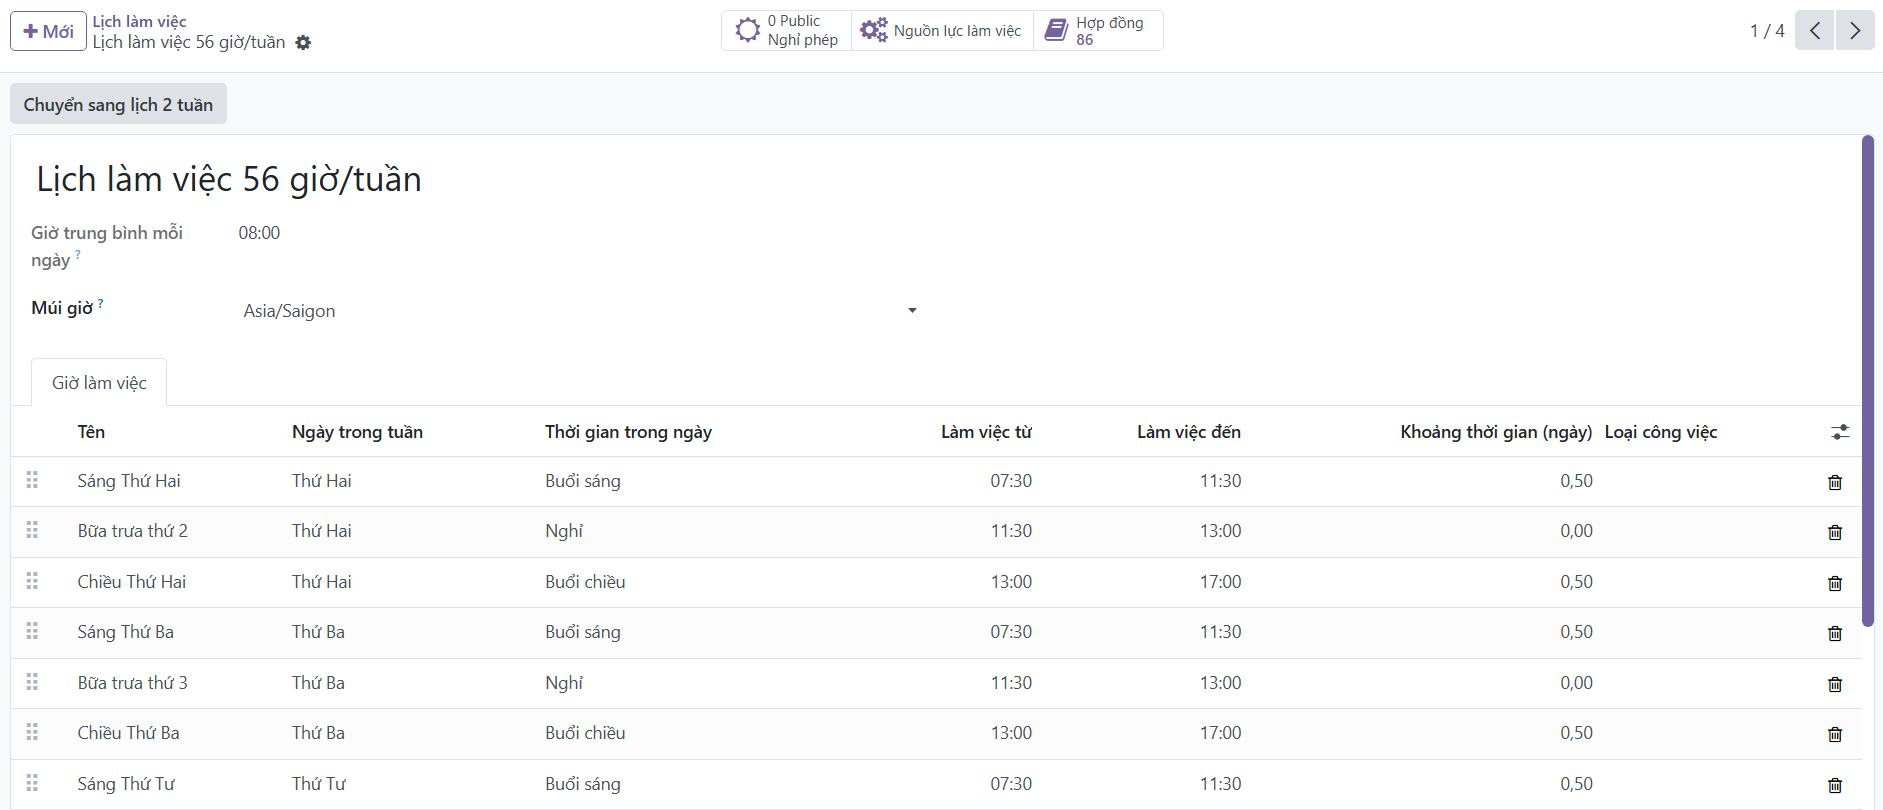 Mới
Lịch làm việc
Lịch làm việc 56 giờ/tuần
0 Public
Nghỉ phép
Nguồn lực làm việc
Hợp đồng
86
1 / 4
Chuyển sang lịch 2 tuần
Lịch làm việc 56 giờ/tuần
Giờ trung bình mỗi ngày ? 08:00
Múi giờ ? Asia/Saigon
Giờ làm việc
Tên Ngày trong tuần Thời gian trong ngày Làm việc từ Làm việc đến Khoảng thời gian (ngày) Loại công việc
Sáng Thứ Hai Thứ Hai Buổi sáng 07:30 11:30 0,50
Bữa trưa thứ 2 Thứ Hai Nghỉ 11:30 13:00 0,00
Chiều Thứ Hai Thứ Hai Buổi chiều 13:00 17:00 0,50
Sáng Thứ Ba Thứ Ba Buổi sáng 07:30 11:30 0,50
Bữa trưa thứ 3 Thứ Ba Nghỉ 11:30 13:00 0,00
Chiều Thứ Ba Thứ Ba Buổi chiều 13:00 17:00 0,50
Sáng Thứ Tư Thứ Tư Buổi sáng 07:30 11:30 0,50